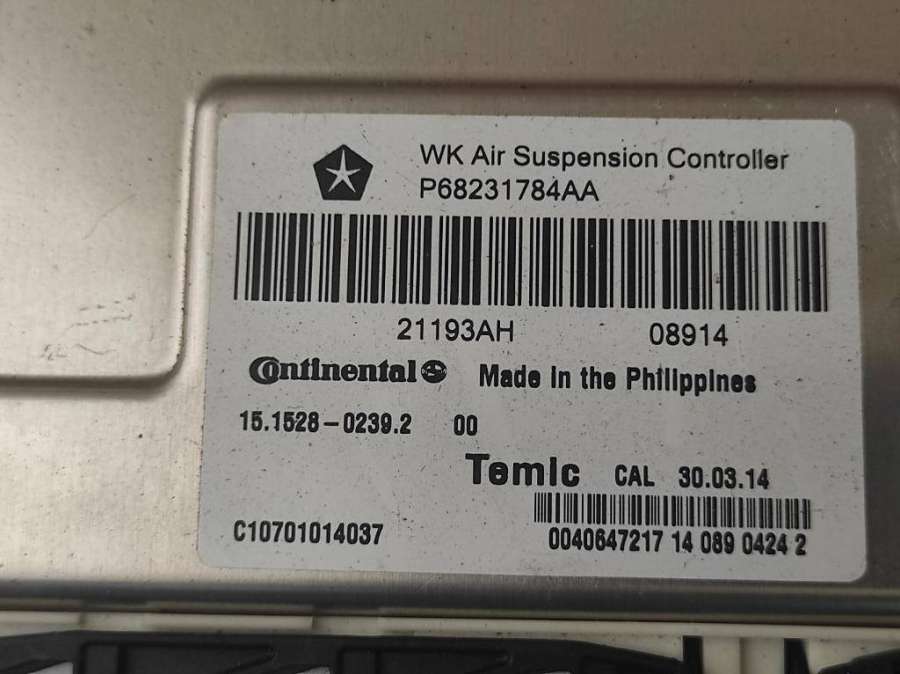 WK Air Suspension Controller
P68231784AA
21193AH 08914
Continental Made in the Philippines
15.1528-0239.2 00
Temic CAL 30.03.14
C10701014037 0040647217 14 089 0424 2